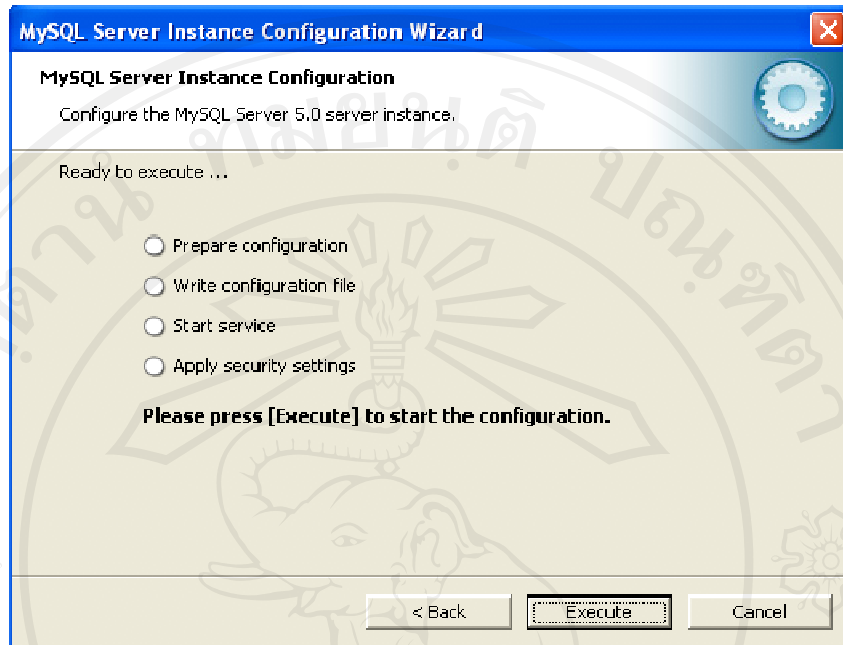 MySQL Server Instance Configuration Wizard
MySQL Server Instance Configuration
Configure the MySQL Server 5.0 server instance.
Ready to execute ...
Prepare configuration
Write configuration file
Start service
Apply security settings
Please press [Execute] to start the configuration.
< Back
Execute
Cancel